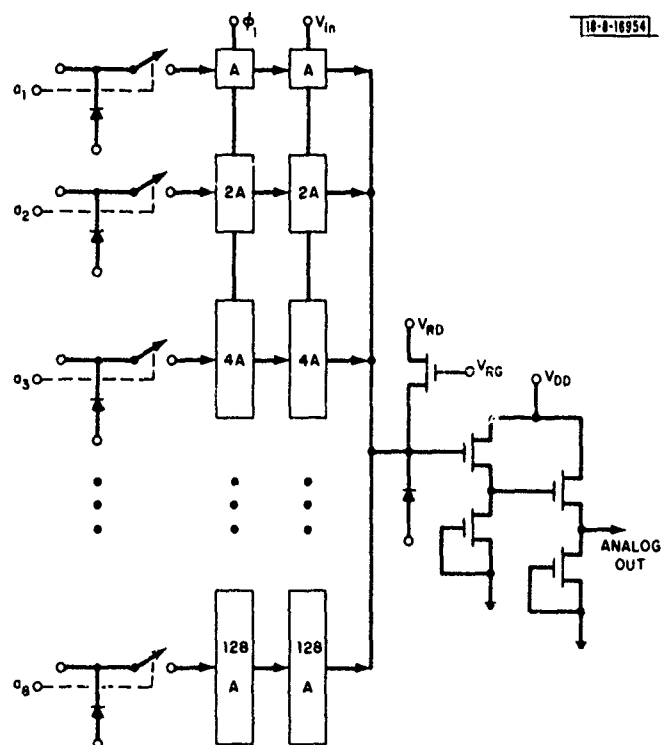 18-8-16954
ϕ1 Vin
a1 A A
a2 2A 2A
a3 4A 4A
VRD
VRG
VDD
ANALOG
OUT
a8 128 128
A A